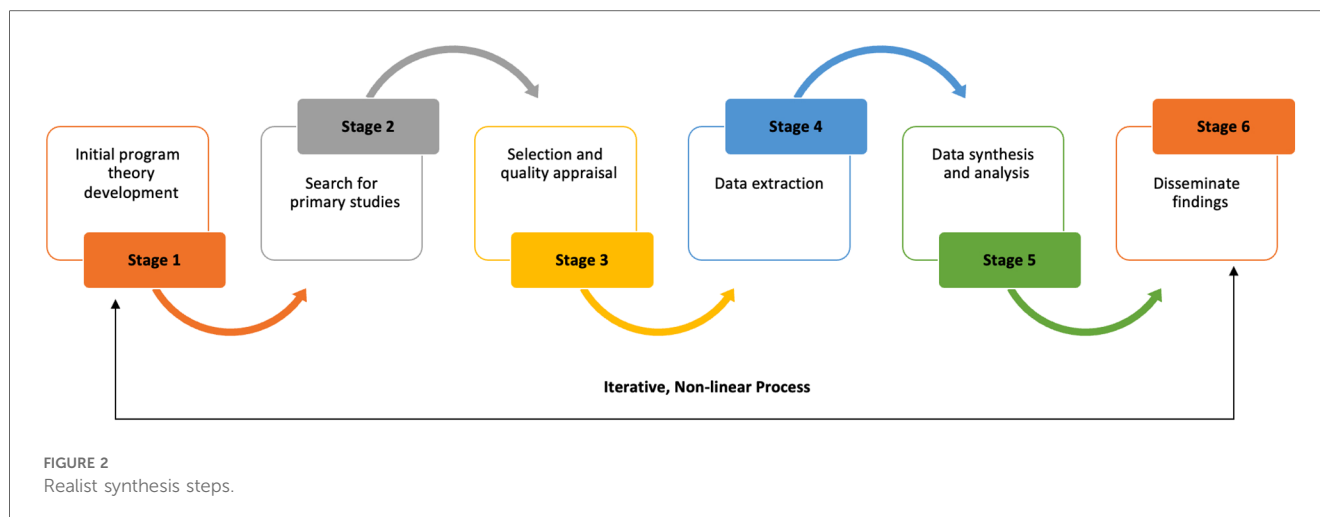 Initial program
theory
development
Stage 1
Stage 2
Search for
primary studies
Selection and
quality appraisal
Stage 3
Stage 4
Data extraction
Data synthesis
and analysis
Stage 5
Stage 6
Disseminate
findings
Iterative, Non-linear Process
FIGURE 2
Realist synthesis steps.